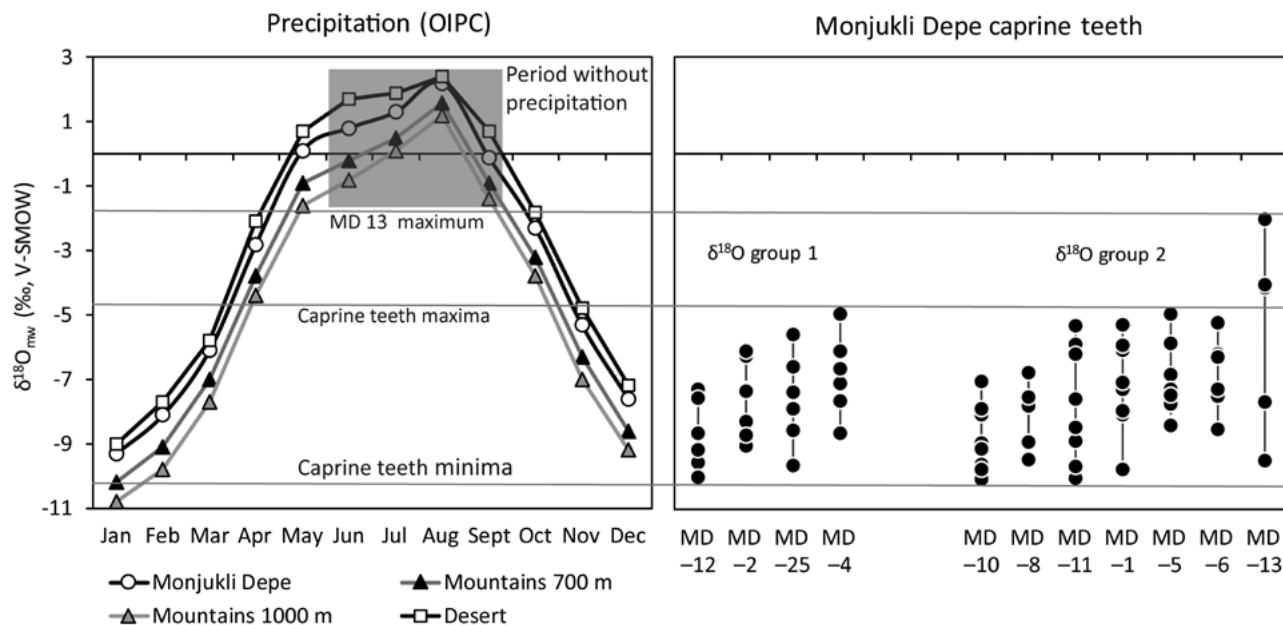 Precipitation (OIPC)
Monjukli Depe caprine teeth
δ¹⁸Omw (‰, V-SMOW)
3
1
-1
-3
-5
-7
-9
-11
Period without
precipitation
MD 13 maximum
Caprine teeth maxima
Caprine teeth minima
Jan Feb Mar Apr May Jun Jul Aug Sept Oct Nov Dec
Monjukli Depe
Mountains 700 m
Mountains 1000 m
Desert
δ¹⁸O group 1
δ¹⁸O group 2
MD MD MD MD MD MD MD MD MD MD MD
–12 –2 –25 –4 –10 –8 –11 –1 –5 –6 –13